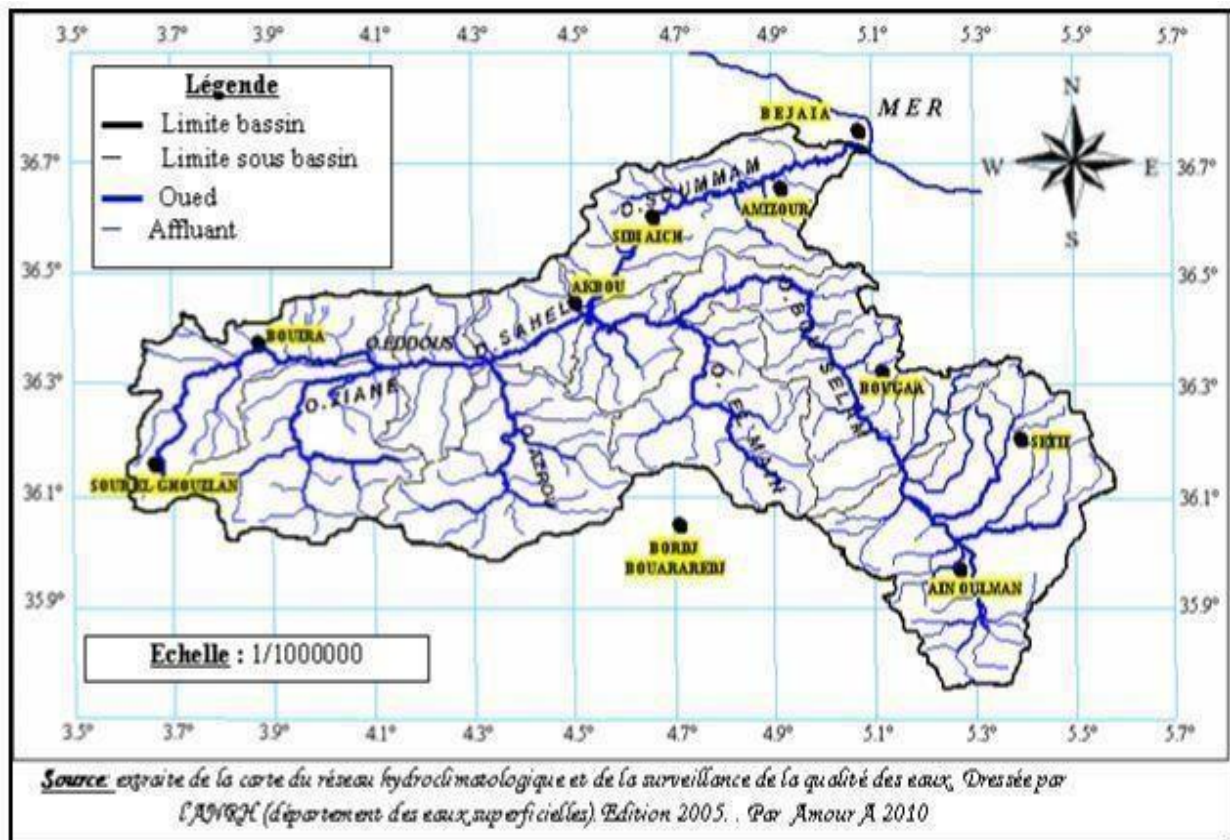 3.5° 3.7° 3.9° 4.1° 4.3° 4.5° 4.7° 4.9° 5.1° 5.3° 5.5° 5.7°
Légende
Limite bassin
Limite sous bassin
Oued
Affluant
BEJAIA
MER
N
W E
S
36.7° 36.7°
O.SOUMMAM
AMIZOUR
SIDI AICH
36.5° 36.5°
AKBOU
O.SAHEL
O.BOUSELAM
BOUIRA
O.EDDOUS
36.3° 36.3°
O.ZIANE
BOUGAA
O. EL MAIN
O.AZROU
SETIF
SOUR EL GHOUZLAN
36.1° 36.1°
BORDJ
BOUARAREDJ
AIN OULMAN
35.9° 35.9°
Echelle : 1/1000000
3.5° 3.7° 3.9° 4.1° 4.3° 4.5° 4.7° 4.9° 5.1° 5.3° 5.5° 5.7°
Source: extraite de la carte du réseau hydroclimatologique et de la surveillance de la qualité des eaux, Dressée par
l'ANRH (département des eaux superficielles). Edition 2005. . Par Amour A 2010